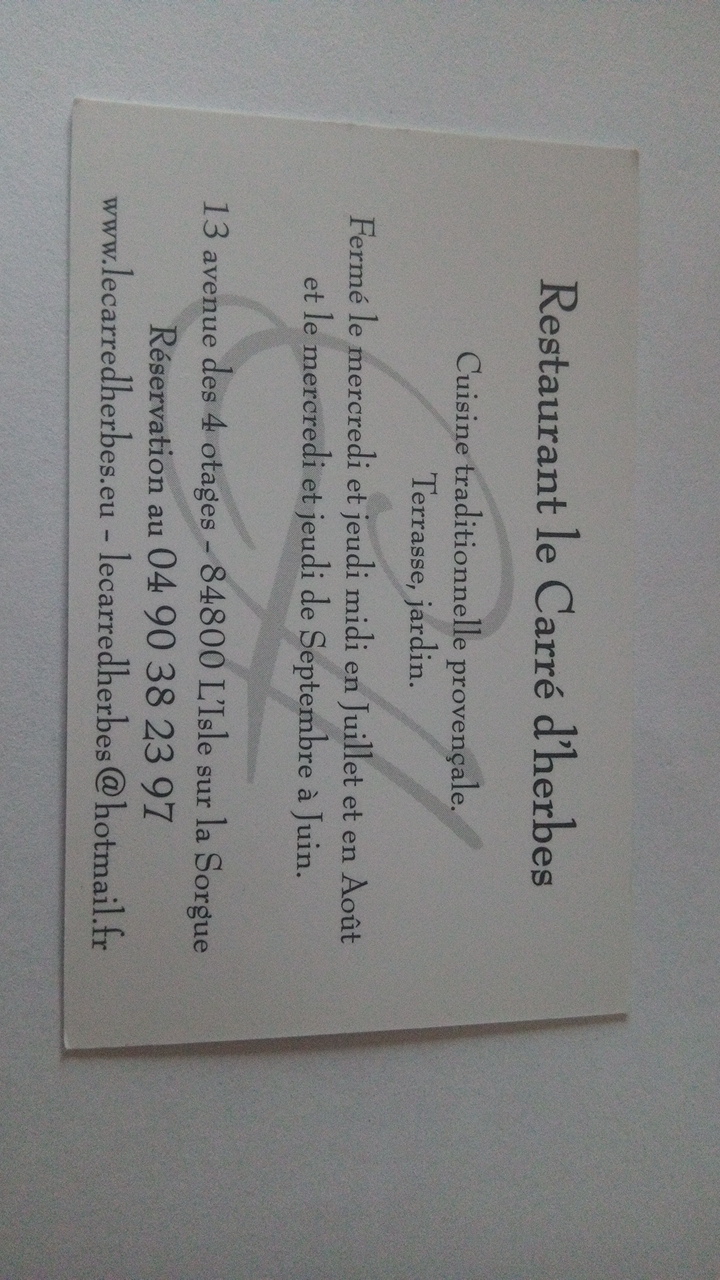 Restaurant le Carré d'herbes
Cuisine traditionnelle provençale.
Terrasse, jardin.
Fermé le mercredi et jeudi midi en Juillet et en Août
et le mercredi et jeudi de Septembre à Juin.
13 avenue des 4 otages - 84800 L'Isle sur la Sorgue
Réservation au 04 90 38 23 97
www.lecarredherbes.eu - lecarredherbes@hotmail.fr